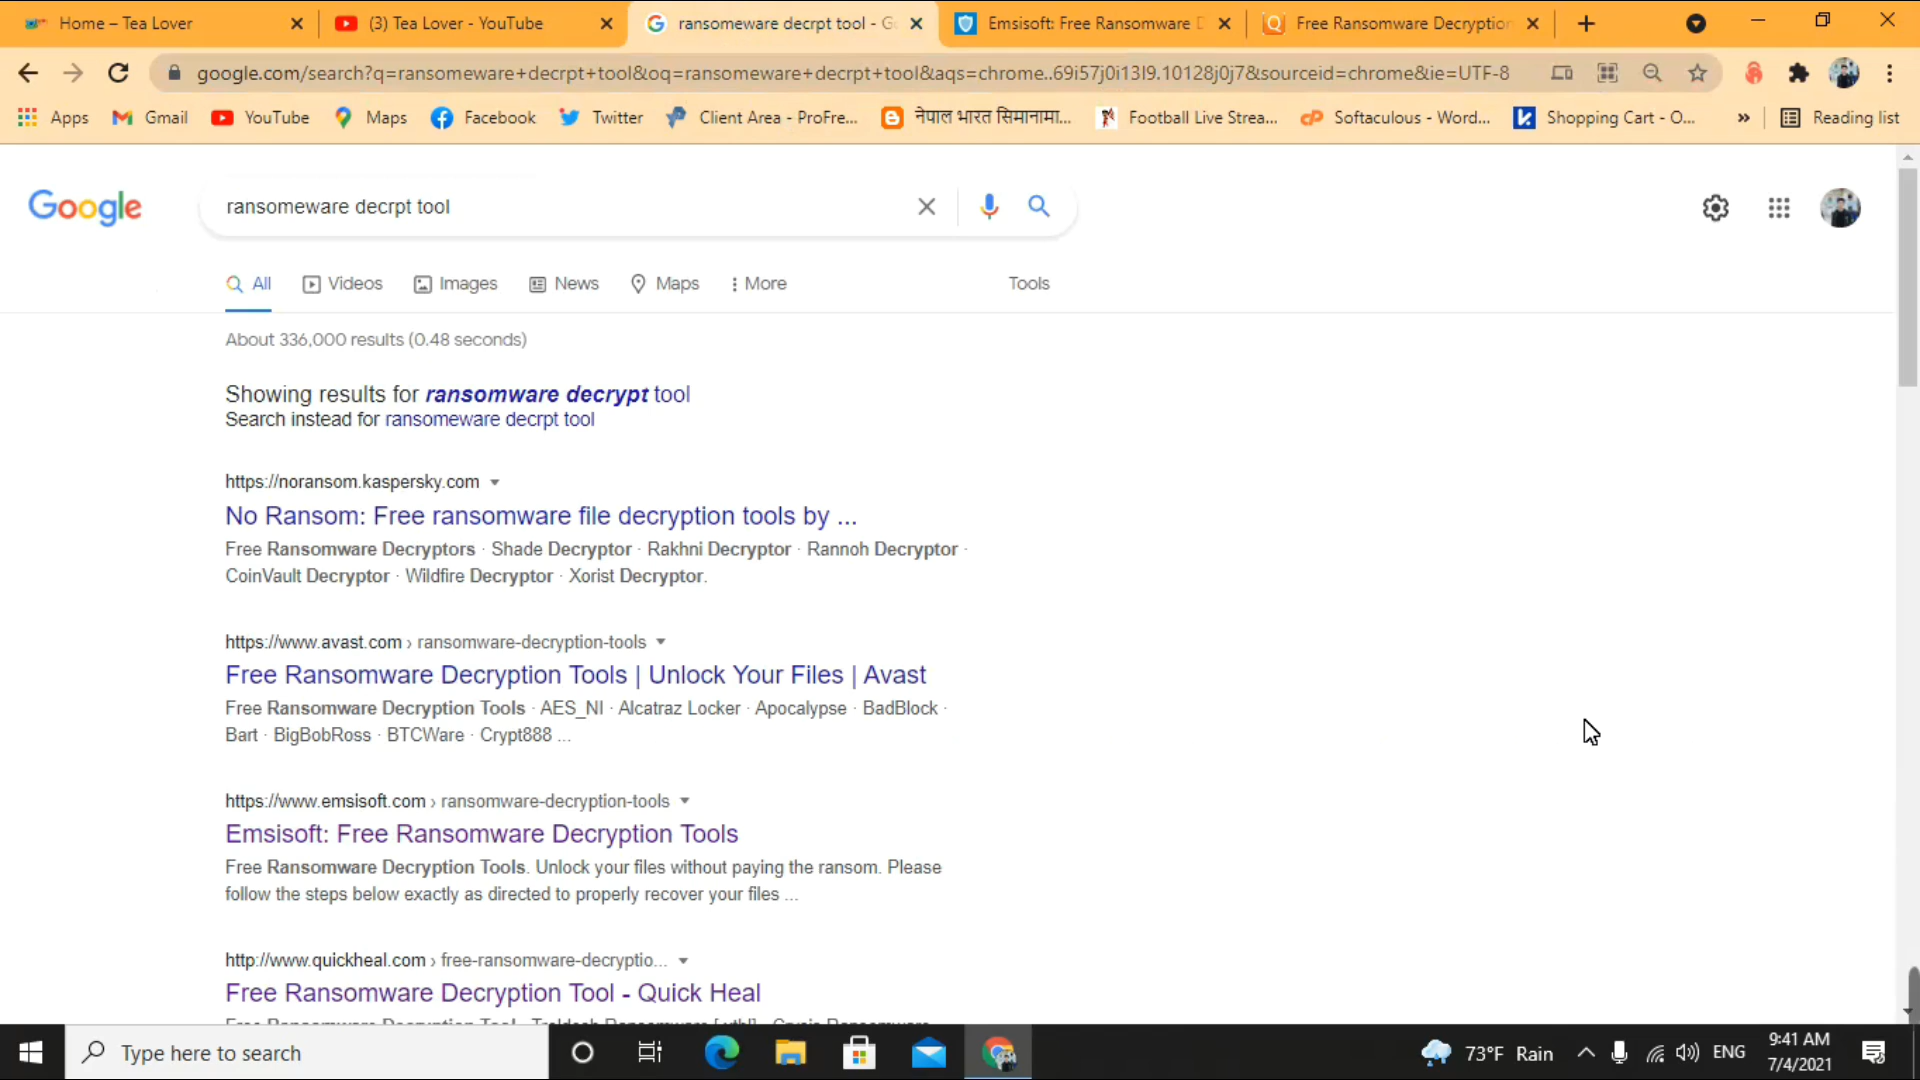 Home – Tea Lover
(3) Tea Lover - YouTube
ransomeware decrpt tool - G
Emsisoft: Free Ransomware D
Free Ransomware Decryption
google.com/search?q=ransomeware+decrpt+tool&oq=ransomeware+decrpt+tool&aqs=chrome..69i57j0i13l9.10128j0j7&sourceid=chrome&ie=UTF-8
Apps
Gmail
YouTube
Maps
Facebook
Twitter
Client Area - ProFre...
नेपाल भारत सिमानामा...
Football Live Strea...
Softaculous - Word...
Shopping Cart - O...
»
Reading list
Google
ransomeware decrpt tool
All
Videos
Images
News
Maps
More
Tools
About 336,000 results (0.48 seconds)
Showing results for ransomware decrypt tool
Search instead for ransomeware decrpt tool
https://noransom.kaspersky.com
No Ransom: Free ransomware file decryption tools by ...
Free Ransomware Decryptors · Shade Decryptor · Rakhni Decryptor · Rannoh Decryptor ·
CoinVault Decryptor · Wildfire Decryptor · Xorist Decryptor.
https://www.avast.com › ransomware-decryption-tools
Free Ransomware Decryption Tools | Unlock Your Files | Avast
Free Ransomware Decryption Tools · AES_NI · Alcatraz Locker · Apocalypse · BadBlock ·
Bart · BigBobRoss · BTCWare · Crypt888 ...
https://www.emsisoft.com › ransomware-decryption-tools
Emsisoft: Free Ransomware Decryption Tools
Free Ransomware Decryption Tools. Unlock your files without paying the ransom. Please
follow the steps below exactly as directed to properly recover your files ...
http://www.quickheal.com › free-ransomware-decryptio...
Free Ransomware Decryption Tool - Quick Heal
Type here to search
73°F Rain
ENG
9:41 AM
7/4/2021